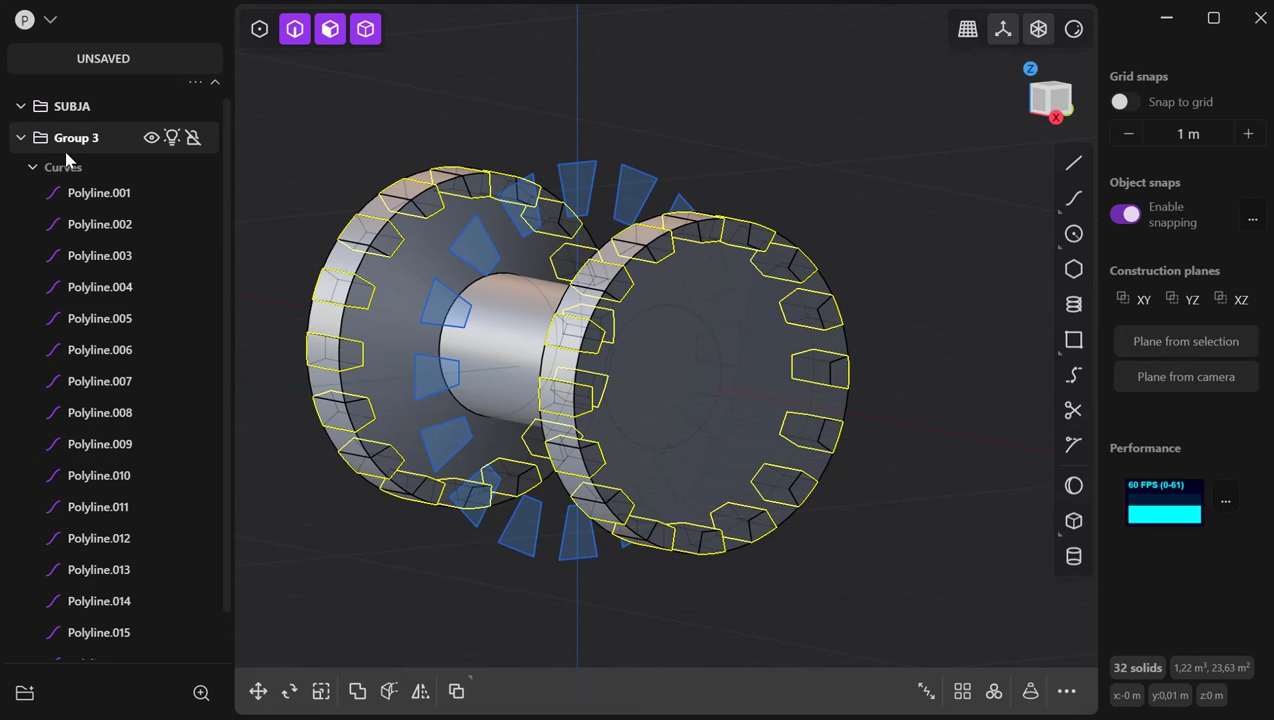 P
UNSAVED
SUBJA
Group 3
Curves
Polyline.001
Polyline.002
Polyline.003
Polyline.004
Polyline.005
Polyline.006
Polyline.007
Polyline.008
Polyline.009
Polyline.010
Polyline.011
Polyline.012
Polyline.013
Polyline.014
Polyline.015
Z
X
Grid snaps
Snap to grid
1 m
Object snaps
Enable
snapping
...
Construction planes
XY YZ XZ
Plane from selection
Plane from camera
Performance
60 FPS (0-61)
...
32 solids 1,22 m³, 23,63 m²
x:-0 m y:0,01 m z:0 m